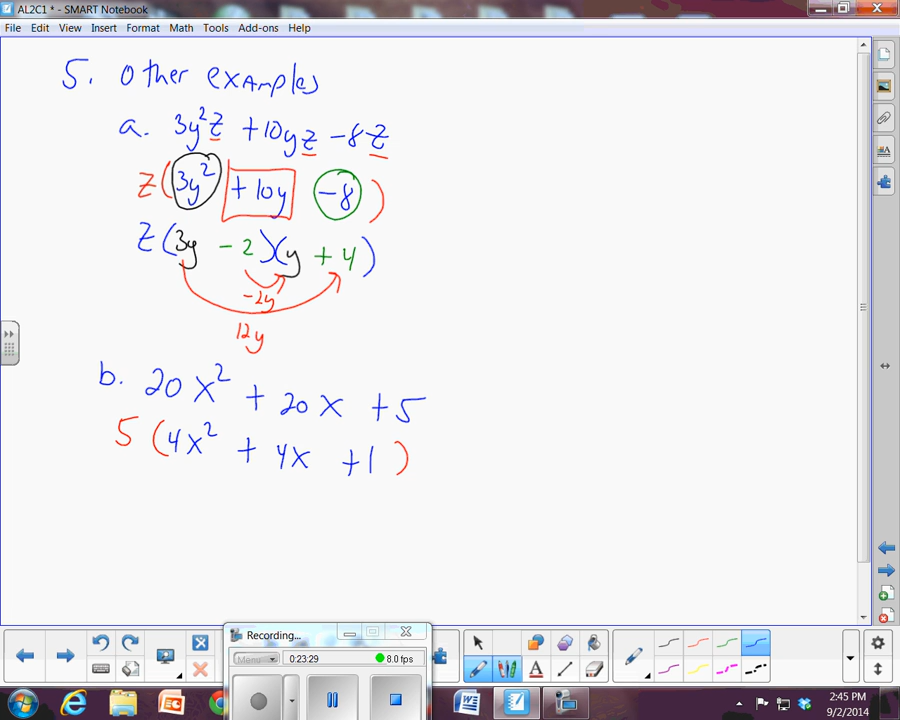 AL2C1 * - SMART Notebook
File Edit View Insert Format Math Tools Add-ons Help
5. Other examples
a. 3y²z +10yz -8z
z(3y² +10y -8)
z(3y -2)(y +4)
-2y
12y
b. 20x² + 20x +5
5(4x² + 4x +1)
Recording...
Menu 0:23:29 8.0 fps
2:45 PM
9/2/2014